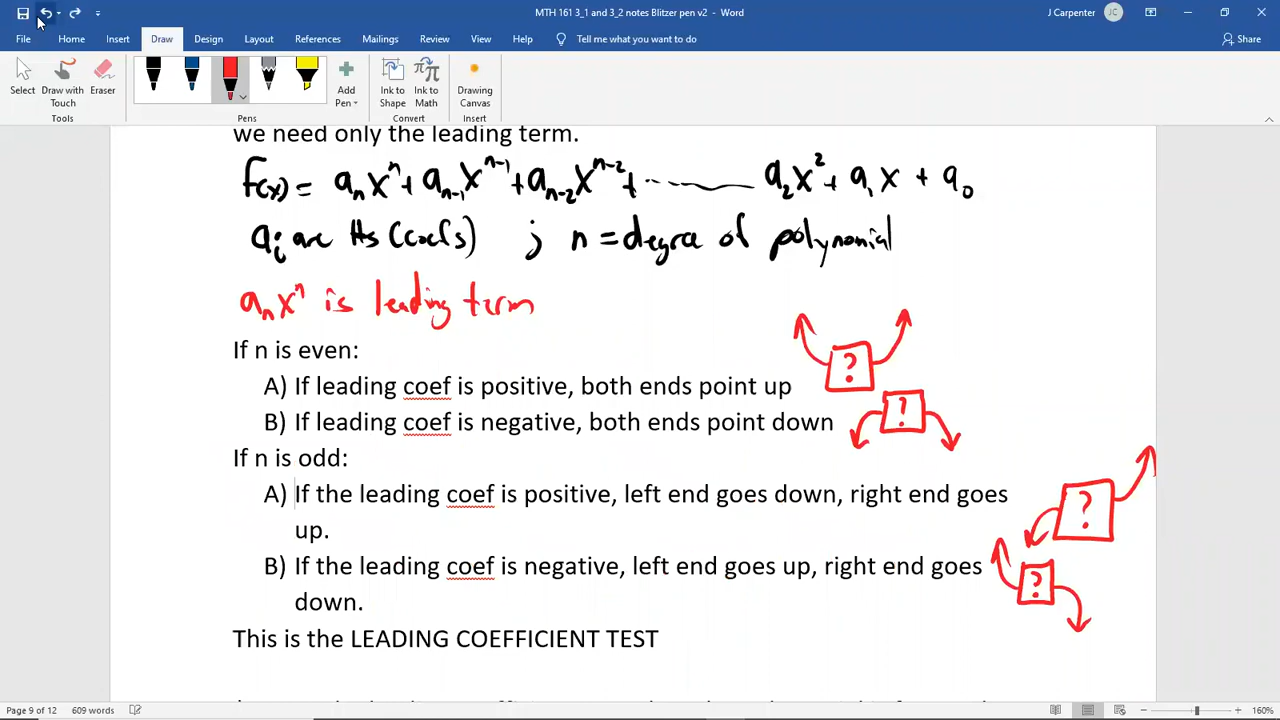 MTH 161 3_1 and 3_2 notes Blitzer pen v2 - Word
J Carpenter JC
File Home Insert Draw Design Layout References Mailings Review View Help Tell me what you want to do Share
Select Draw with Touch Eraser Add Pen Ink to Shape Ink to Math Drawing Canvas
Tools Pens Convert Insert
we need only the leading term.
f(x) = aₙxⁿ + aₙ₋₁xⁿ⁻¹ + aₙ₋₂xⁿ⁻² + ...... a₂x² + a₁x + a₀
aᵢ are #s (coefs) ; n = degree of polynomial
aₙxⁿ is leading term
If n is even:
A) If leading coef is positive, both ends point up ?
B) If leading coef is negative, both ends point down ?
If n is odd:
A) If the leading coef is positive, left end goes down, right end goes ?
up.
B) If the leading coef is negative, left end goes up, right end goes ?
down.
This is the LEADING COEFFICIENT TEST
Page 9 of 12 609 words 160%